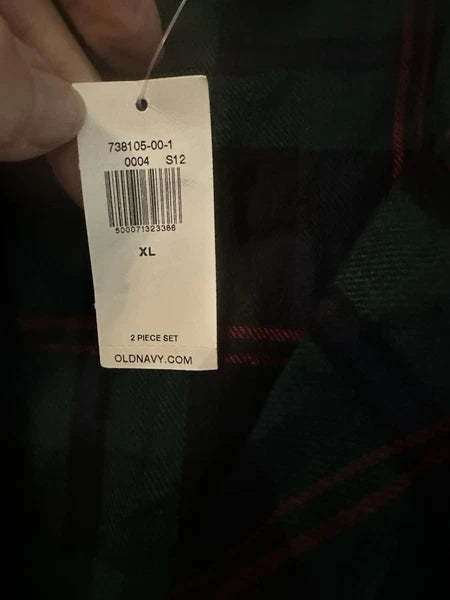 738105-00-1
0004 S12
500071323386
XL
2 PIECE SET
OLDNAVY.COM